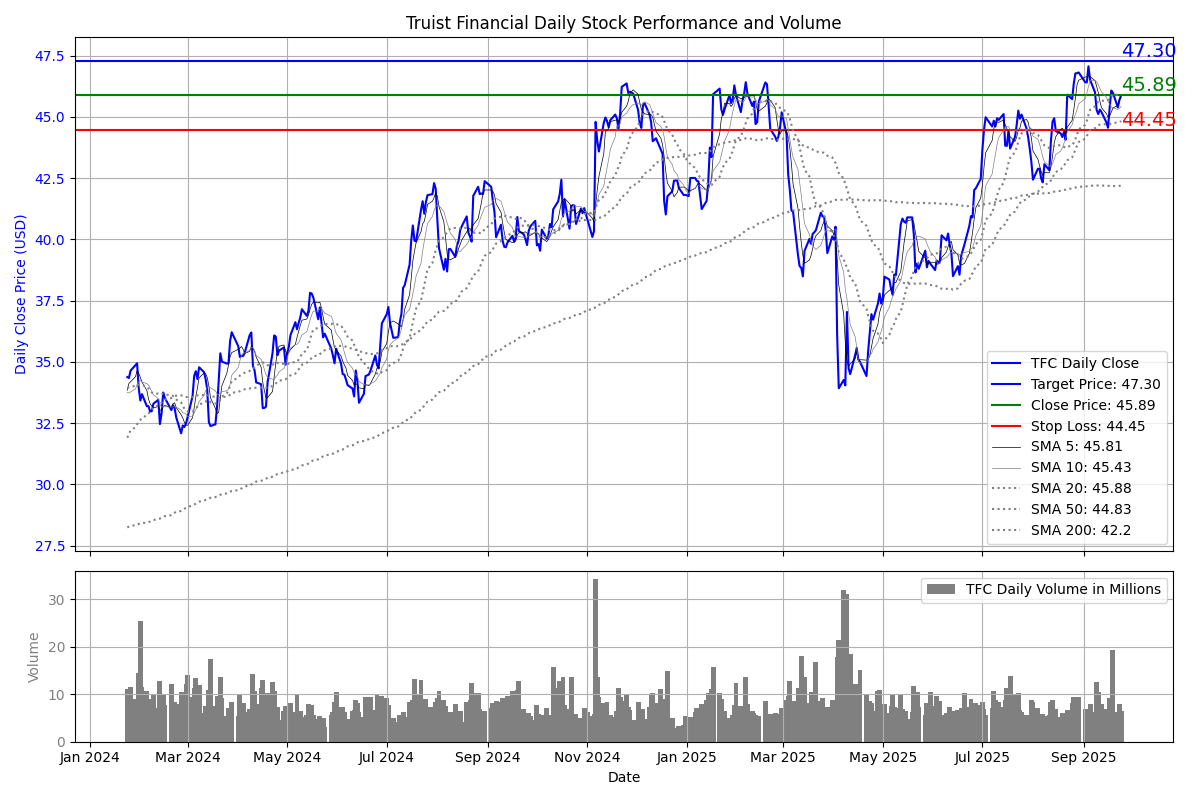 Truist Financial Daily Stock Performance and Volume
Daily Close Price (USD)
47.5
45.0
42.5
40.0
37.5
35.0
32.5
30.0
27.5
47.30
45.89
44.45
TFC Daily Close
Target Price: 47.30
Close Price: 45.89
Stop Loss: 44.45
SMA 5: 45.81
SMA 10: 45.43
SMA 20: 45.88
SMA 50: 44.83
SMA 200: 42.2
Volume
30
20
10
0
TFC Daily Volume in Millions
Jan 2024 Mar 2024 May 2024 Jul 2024 Sep 2024 Nov 2024 Jan 2025 Mar 2025 May 2025 Jul 2025 Sep 2025
Date